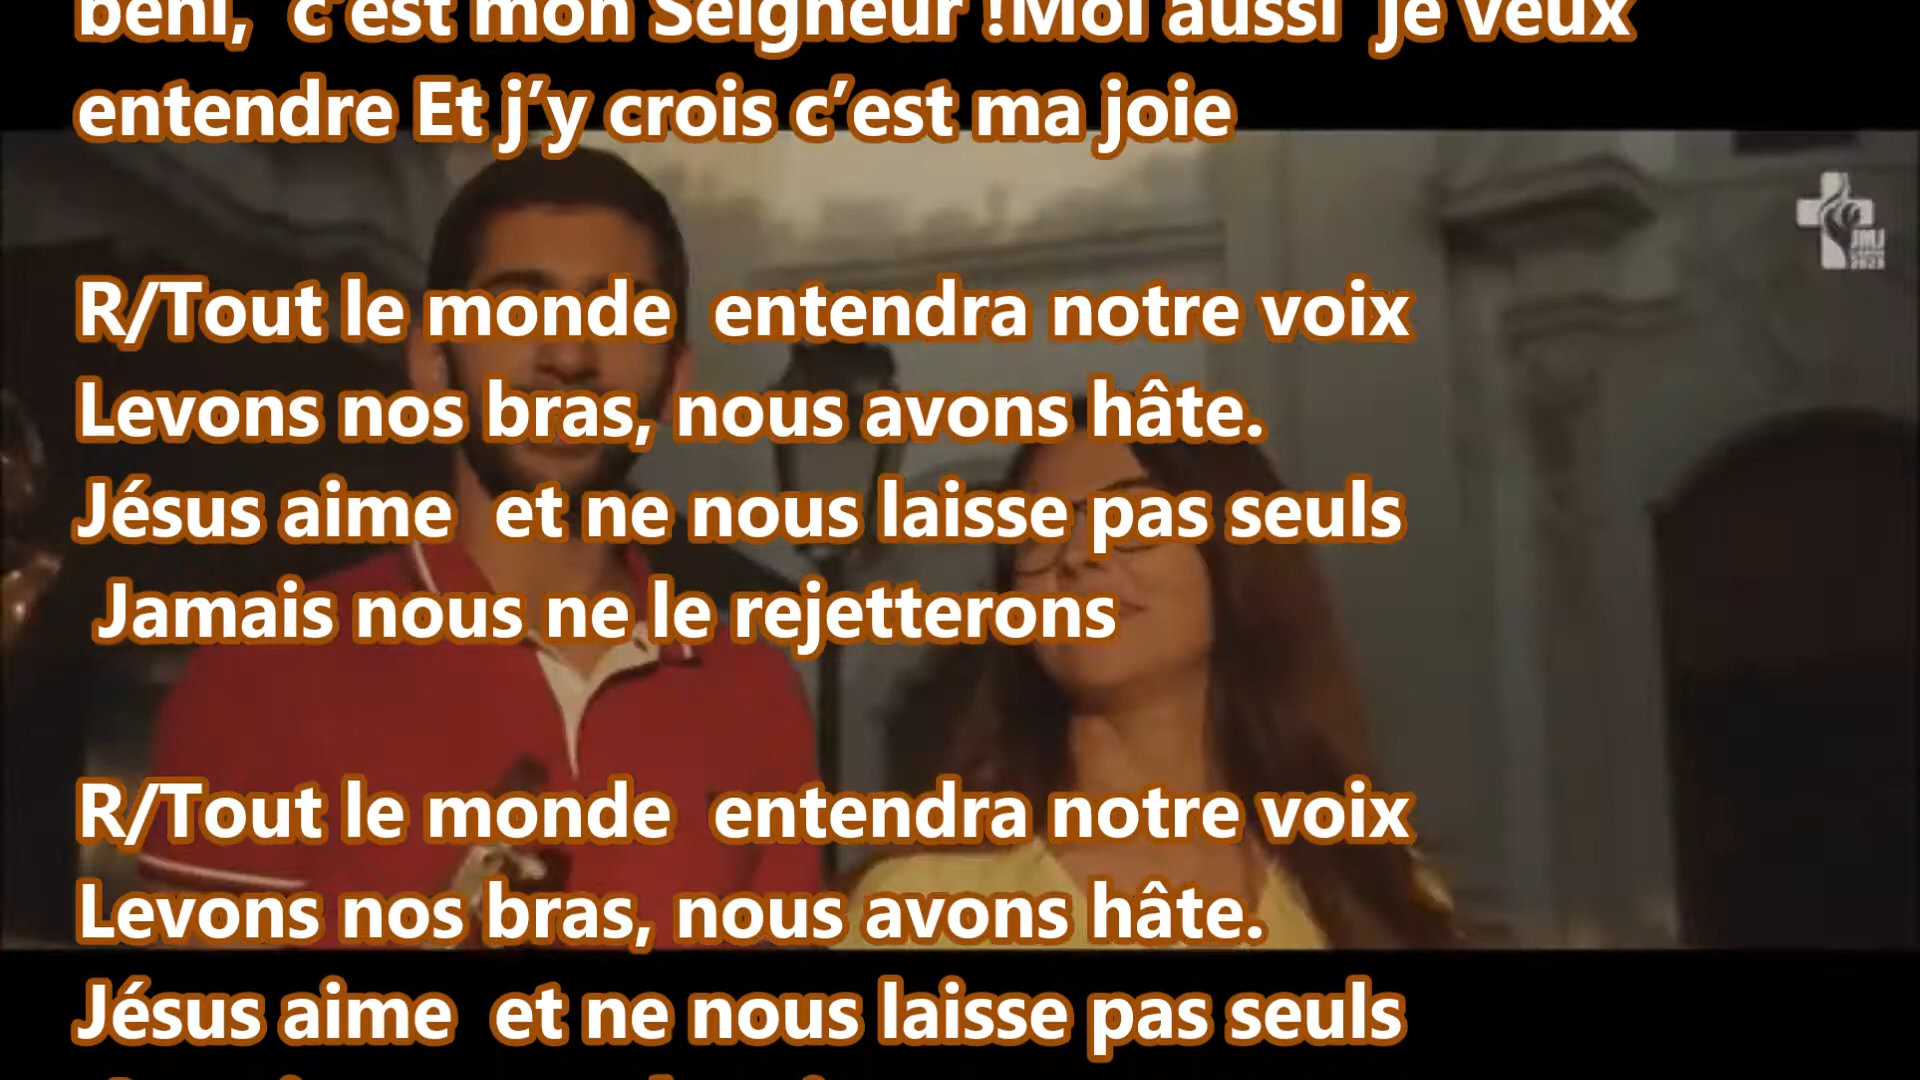 béni,  c’est mon Seigneur !Moi aussi  je veux
entendre Et j’y crois c’est ma joie
JMJ
2023
R/Tout le monde  entendra notre voix
Levons nos bras, nous avons hâte.
Jésus aime  et ne nous laisse pas seuls
Jamais nous ne le rejetterons
R/Tout le monde  entendra notre voix
Levons nos bras, nous avons hâte.
Jésus aime  et ne nous laisse pas seuls